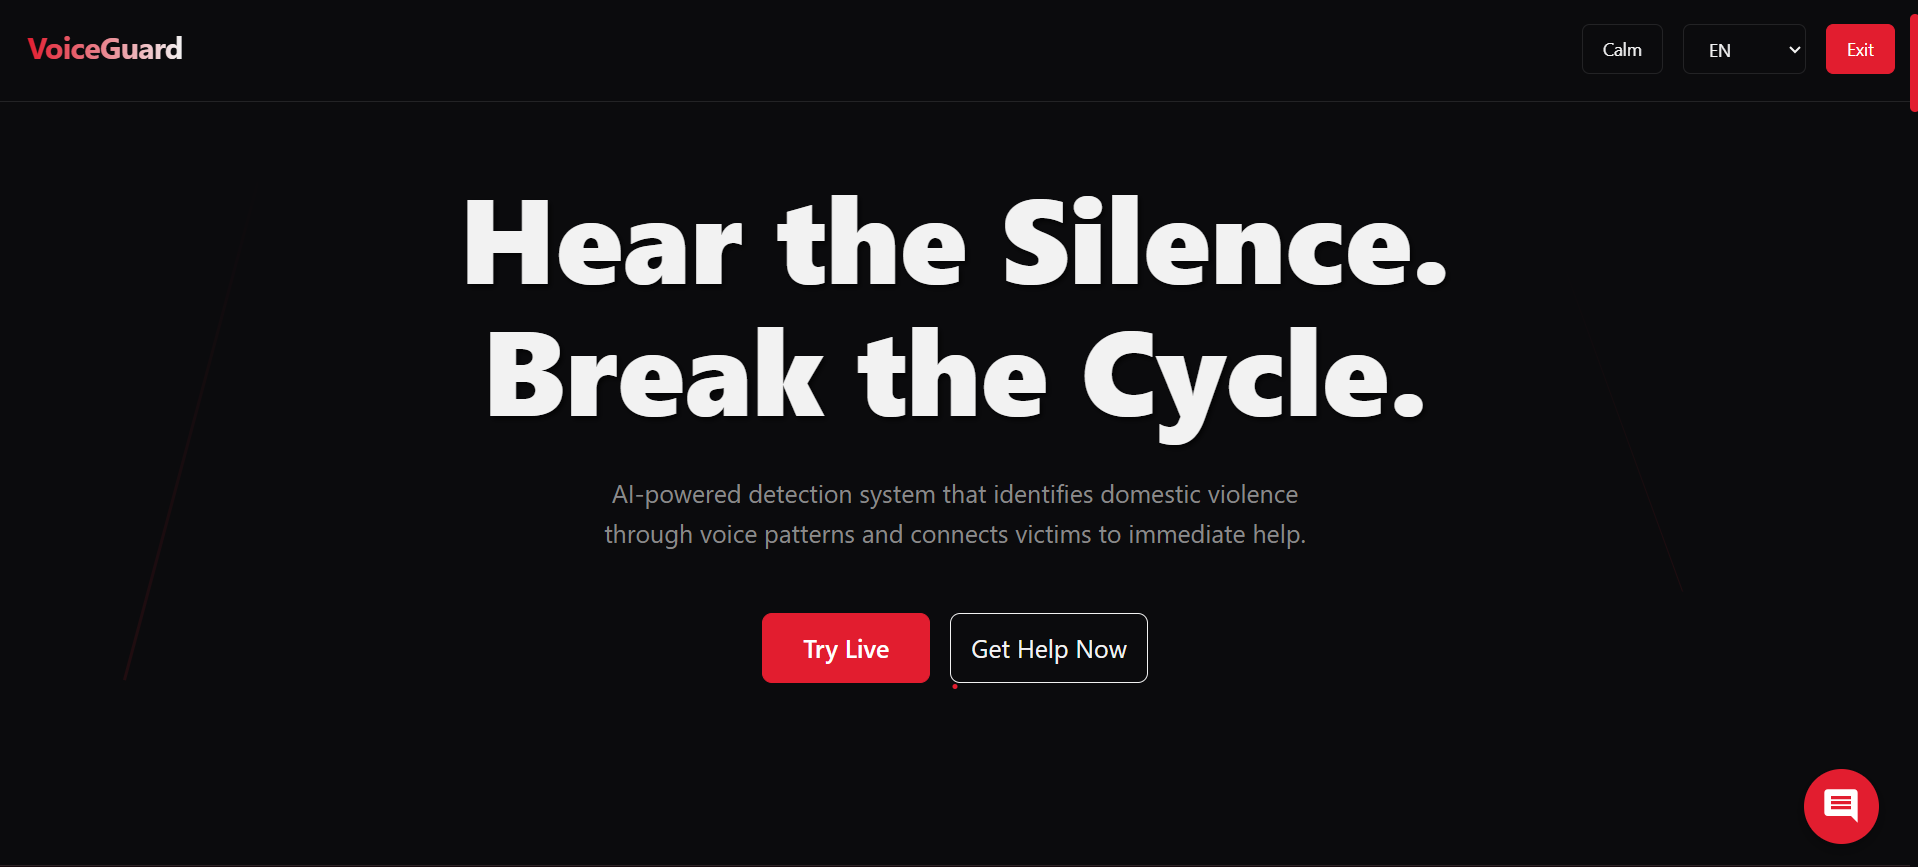 VoiceGuard
Calm
EN
Exit
Hear the Silence.
Break the Cycle.
AI-powered detection system that identifies domestic violence
through voice patterns and connects victims to immediate help.
Try Live
Get Help Now